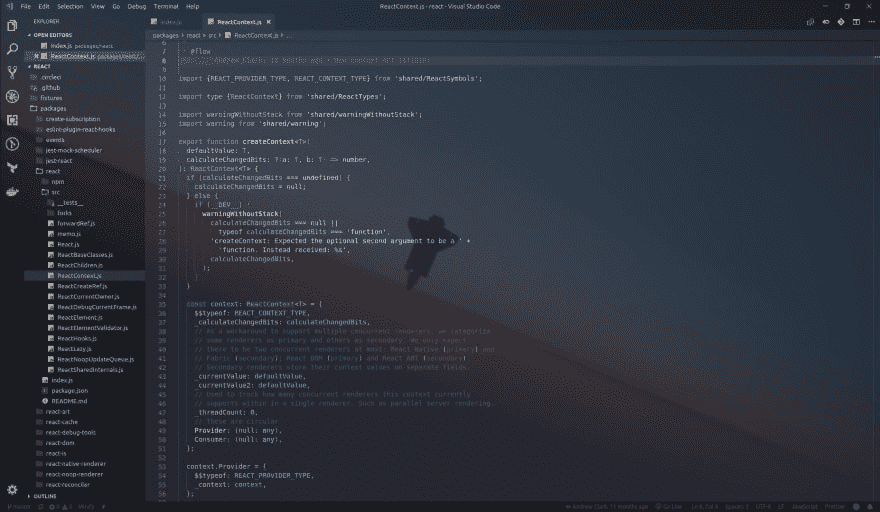 File Edit Selection View Go Debug Terminal Help
ReactContext.js - react - Visual Studio Code
EXPLORER
OPEN EDITORS
index.js packages/react
ReactContext.js packages/react/...
REACT
.circleci
.github
fixtures
packages
create-subscription
eslint-plugin-react-hooks
events
jest-mock-scheduler
jest-react
react
npm
src
__tests__
forks
forwardRef.js
memo.js
React.js
ReactBaseClasses.js
ReactChildren.js
ReactContext.js
ReactCreateRef.js
ReactCurrentOwner.js
ReactDebugCurrentFrame.js
ReactElement.js
ReactElementValidator.js
ReactHooks.js
ReactLazy.js
ReactNoopUpdateQueue.js
ReactSharedInternals.js
index.js
package.json
README.md
react-art
react-cache
react-debug-tools
react-dom
react-is
react-native-renderer
react-noop-renderer
react-reconciler
OUTLINE
index.js
ReactContext.js
packages › react › src › ReactContext.js › ...
6
7 * @flow
8
9
10 import {REACT_PROVIDER_TYPE, REACT_CONTEXT_TYPE} from 'shared/ReactSymbols';
11
12 import type {ReactContext} from 'shared/ReactTypes';
13
14 import warningWithoutStack from 'shared/warningWithoutStack';
15 import warning from 'shared/warning';
16
17 export function createContext<T>(
18 defaultValue: T,
19 calculateChangedBits: ?(a: T, b: T) => number,
20 ): ReactContext<T> {
21 if (calculateChangedBits === undefined) {
22 calculateChangedBits = null;
23 } else {
24 if (__DEV__) {
25 warningWithoutStack(
26 calculateChangedBits === null ||
27 typeof calculateChangedBits === 'function',
28 'createContext: Expected the optional second argument to be a ' +
29 'function. Instead received: %s',
30 calculateChangedBits,
31 );
32 }
33 }
34
35 const context: ReactContext<T> = {
36 $$typeof: REACT_CONTEXT_TYPE,
37 _calculateChangedBits: calculateChangedBits,
38 // As a workaround to support multiple concurrent renderers, we categorize
39 // some renderers as primary and others as secondary. We only expect
40 // there to be two concurrent renderers at most: React Native (primary) and
41 // Fabric (secondary); React DOM (primary) and React ART (secondary).
42 // Secondary renderers store their context values on separate fields.
43 _currentValue: defaultValue,
44 _currentValue2: defaultValue,
45 // Used to track how many concurrent renderers this context currently
46 // supports within in a single renderer. Such as parallel server rendering.
47 _threadCount: 0,
48 // These are circular
49 Provider: (null: any),
50 Consumer: (null: any),
51 };
52
53 context.Provider = {
54 $$typeof: REACT_PROVIDER_TYPE,
55 _context: context,
56 };
master
Andrew Clark, 11 months ago
Go Live
UTF-8
LF
JavaScript
Prettier